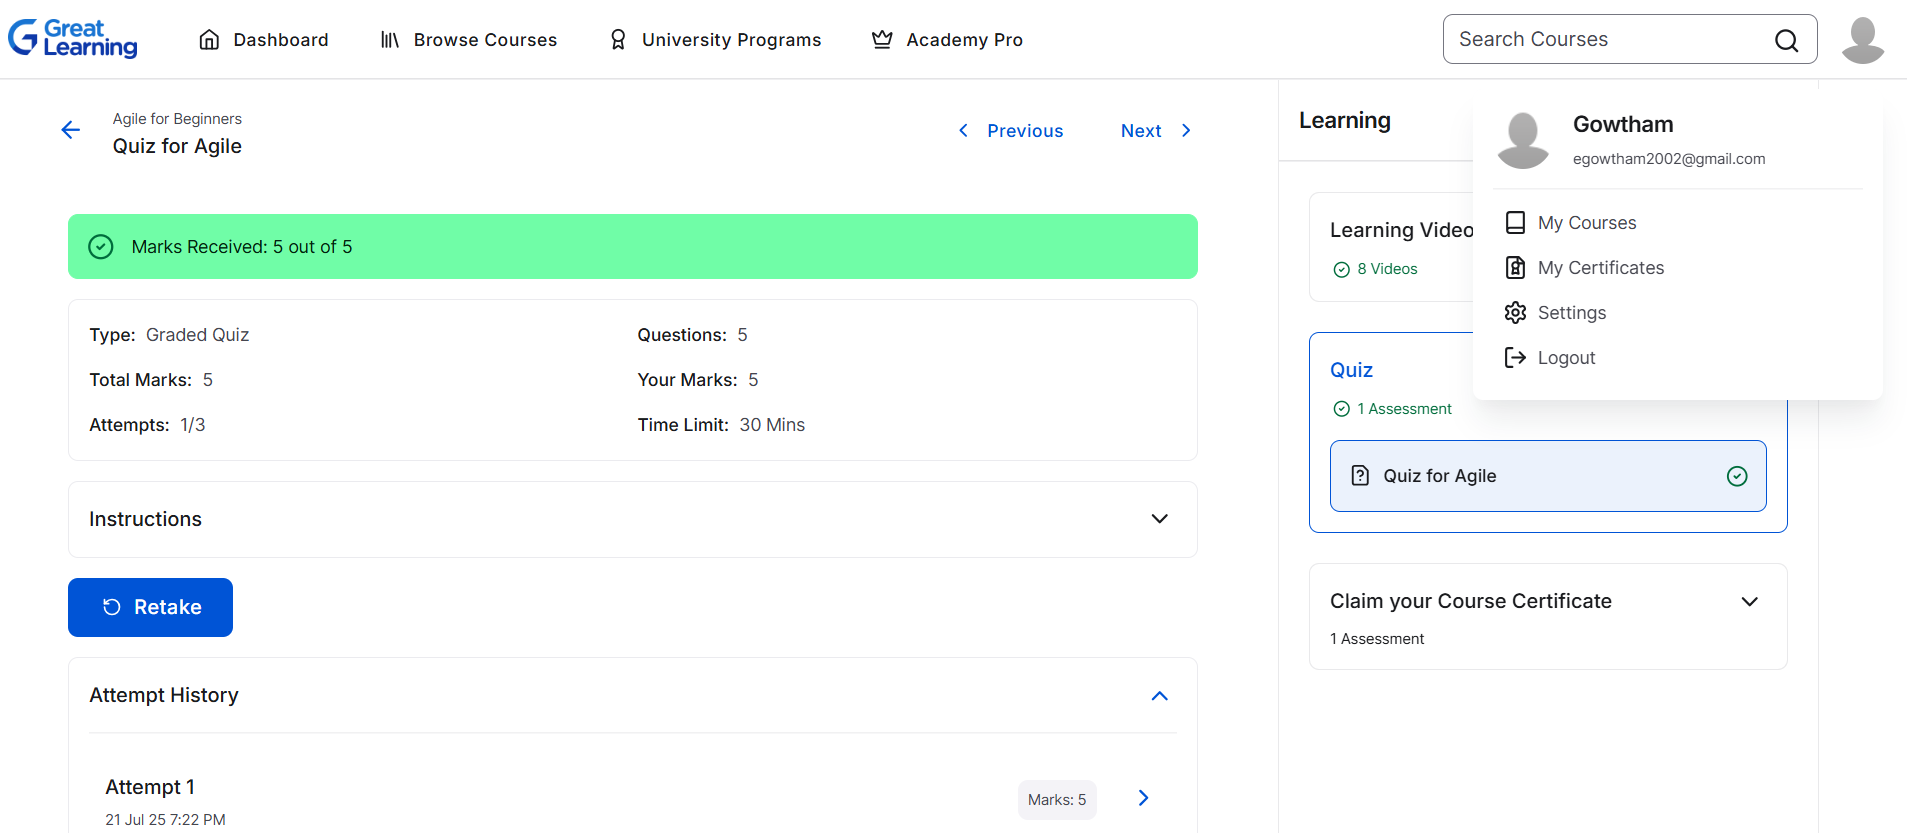 Great
Learning
Dashboard
Browse Courses
University Programs
Academy Pro
Search Courses
Agile for Beginners
Quiz for Agile
Previous
Next
Marks Received: 5 out of 5
Type: Graded Quiz
Questions: 5
Total Marks: 5
Your Marks: 5
Attempts: 1/3
Time Limit: 30 Mins
Instructions
Retake
Attempt History
Attempt 1
21 Jul 25 7:22 PM
Marks: 5
Learning
Learning Video
8 Videos
Quiz
1 Assessment
Quiz for Agile
Claim your Course Certificate
1 Assessment
Gowtham
egowtham2002@gmail.com
My Courses
My Certificates
Settings
Logout